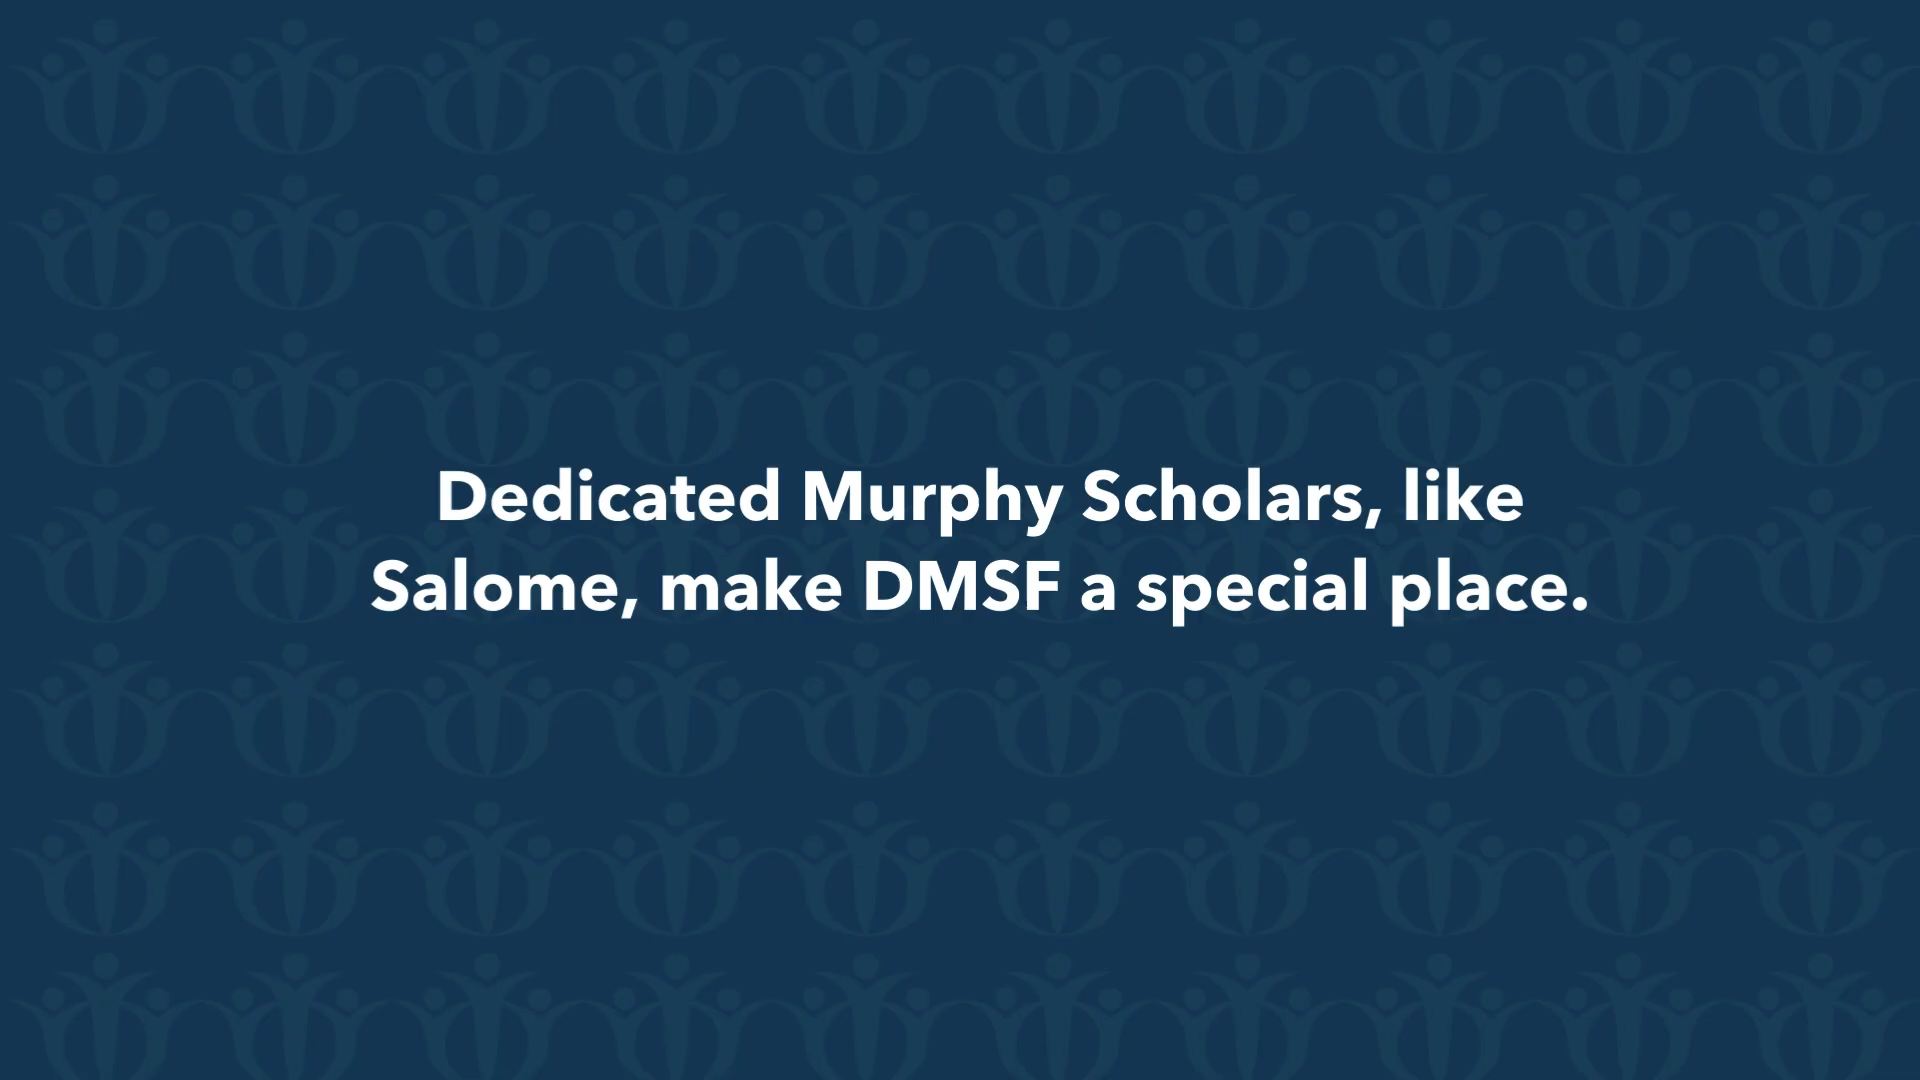 Dedicated Murphy Scholars, like
Salome, make DMSF a special place.